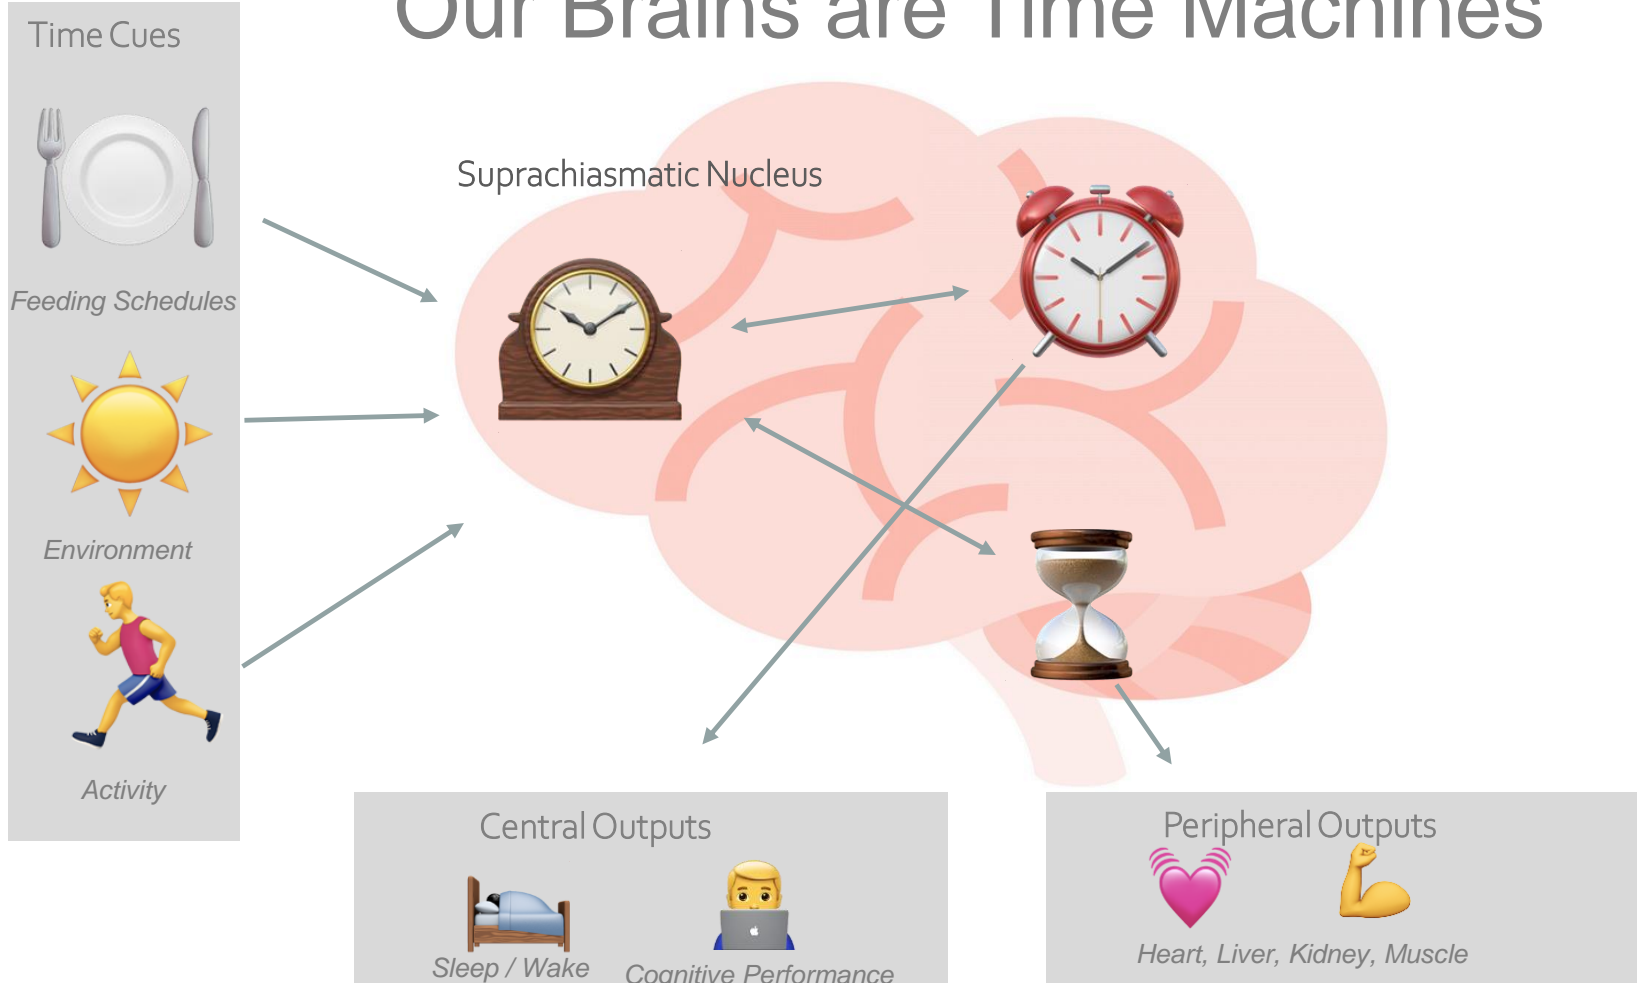 Our Brains are Time Machines
Time Cues
Feeding Schedules
Environment
Activity
Suprachiasmatic Nucleus
Central Outputs
Sleep / Wake
Cognitive Performance
Peripheral Outputs
Heart, Liver, Kidney, Muscle